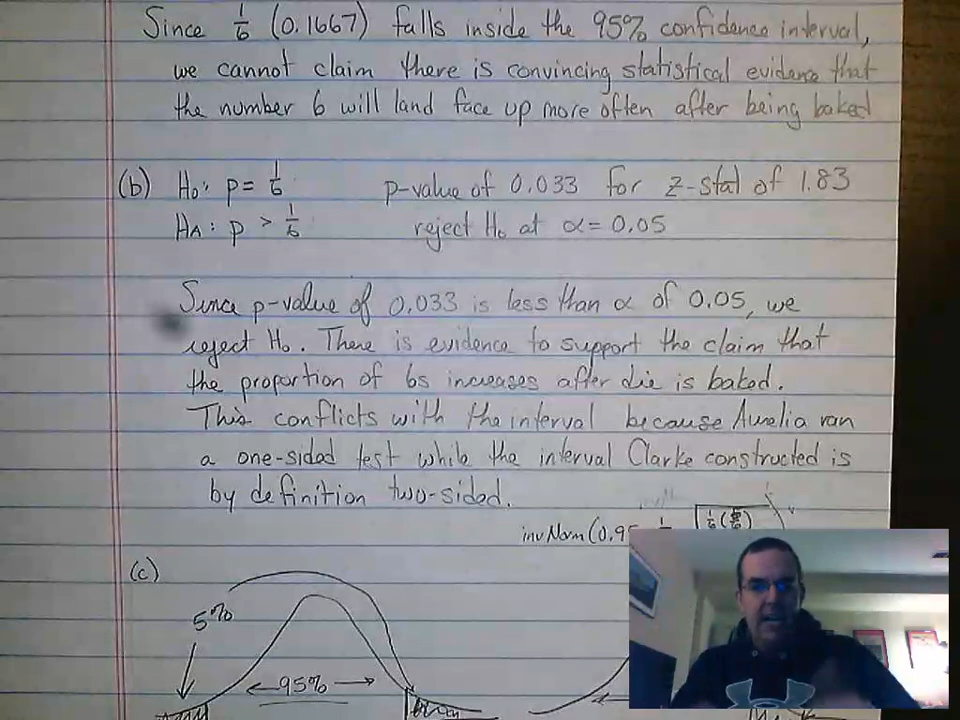 Since 1/6 (0.1667) falls inside the 95% confidence interval,
we cannot claim there is convincing statistical evidence that
the number 6 will land face up more often after being baked
(b) H₀: p = 1/6 p-value of 0.033 for z-stat of 1.83
HA: p > 1/6 reject H₀ at α = 0.05
Since p-value of 0.033 is less than α of 0.05, we
reject H₀. There is evidence to support the claim that
the proportion of 6s increases after die is baked.
This conflicts with the interval because Aurelia ran
a one-sided test while the interval Clarke constructed is
by definition two-sided.
invNorm(0.95
(c)
5%
95%